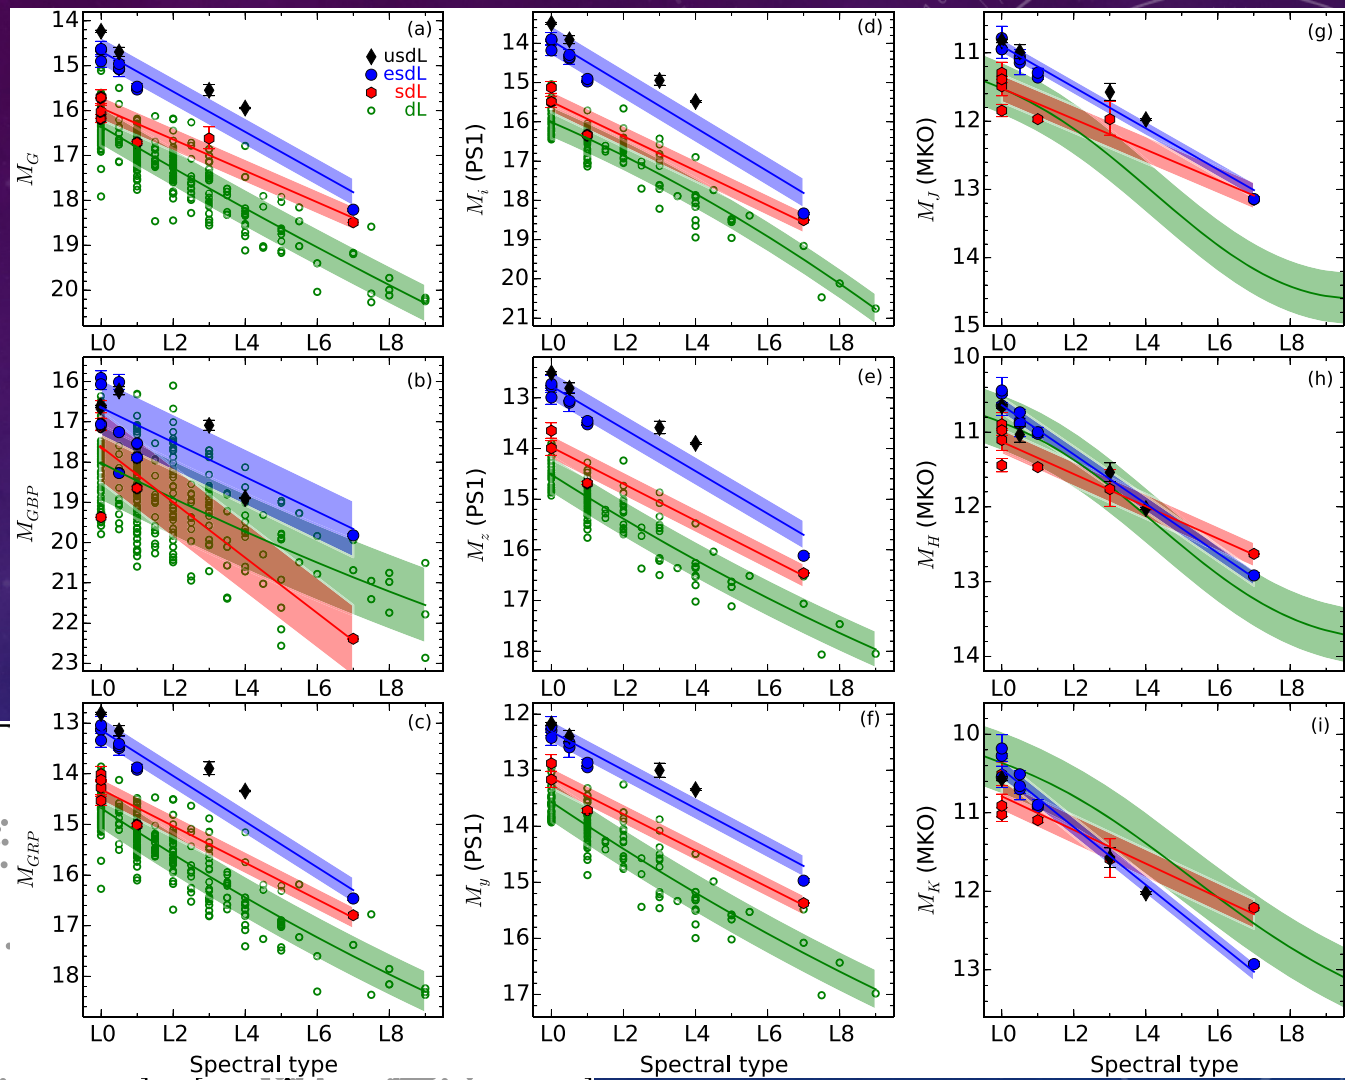 (a)
usdL
esdL
sdL
dL
14
15
16
17
18
19
20
M_G
L0 L2 L4 L6 L8
(d)
14
15
16
17
18
19
20
21
M_i (PS1)
L0 L2 L4 L6 L8
(g)
11
12
13
14
15
M_J (MKO)
L0 L2 L4 L6 L8
(b)
16
17
18
19
20
21
22
23
M_GBP
L0 L2 L4 L6 L8
(e)
13
14
15
16
17
18
M_z (PS1)
L0 L2 L4 L6 L8
(h)
10
11
12
13
14
M_H (MKO)
L0 L2 L4 L6 L8
(c)
13
14
15
16
17
18
M_GRP
L0 L2 L4 L6 L8
Spectral type
(f)
12
13
14
15
16
17
M_y (PS1)
L0 L2 L4 L6 L8
Spectral type
(i)
10
11
12
13
M_K (MKO)
L0 L2 L4 L6 L8
Spectral type